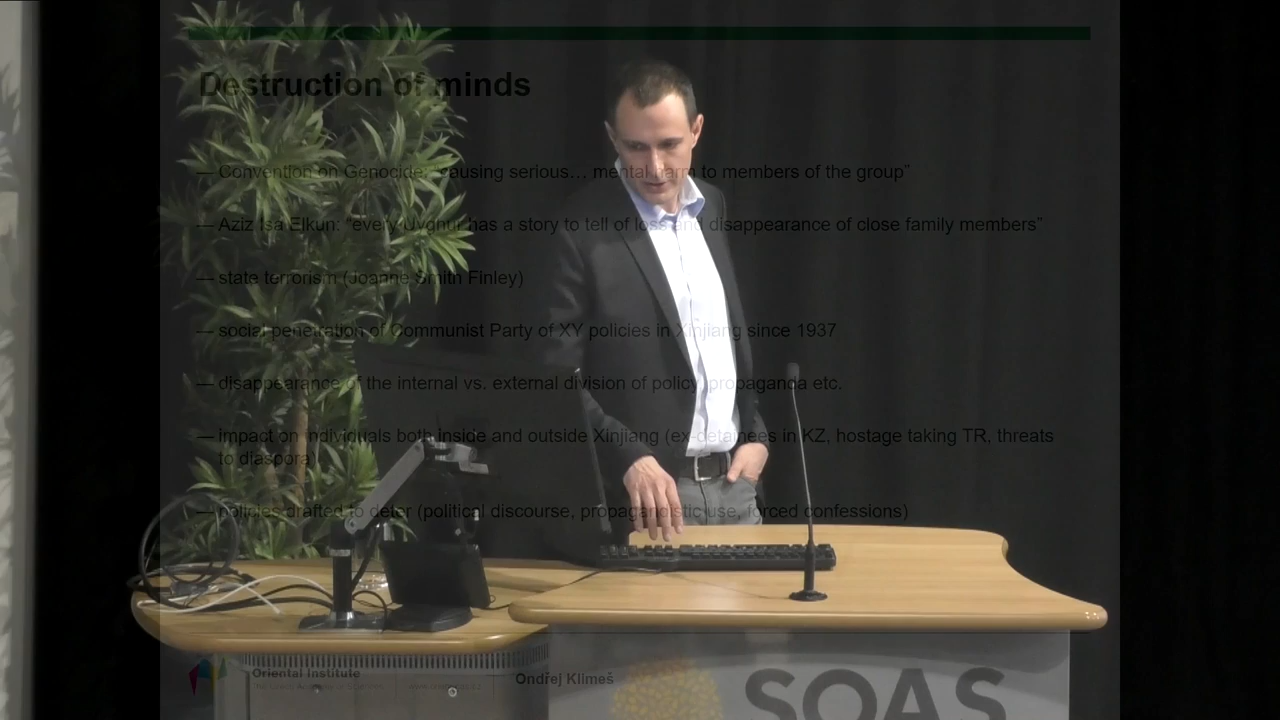 Destruction of minds
— Convention on Genocide: “causing serious… mental harm to members of the group”
— Aziz Isa Elkun: “every Uyghur has a story to tell of loss and disappearance of close family members”
— state terrorism (Joanne Smith Finley)
— social penetration of Communist Party of XY policies in Xinjiang since 1937
— disappearance of the internal vs. external division of policy, propaganda etc.
— impact on individuals both inside and outside Xinjiang (ex-detainees in KZ, hostage taking TR, threats
to diaspora)
— policies drafted to deter (political discourse, propagandistic use, forced confessions)
Oriental Institute
Ondřej Klimeš
SOAS